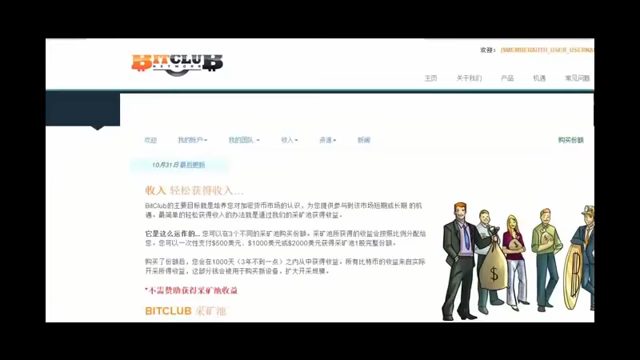 BITCLUB
NETWORK
欢迎:
主页 关于我们 产品 机遇 常见问题
欢迎 我的账户 我的团队 收入 资源 新闻 购买份额
10月31日最后更新
收入 轻松获得收入...
BitClub的主要目标就是培养您对加密货币市场的认识，为您提供参与到该市场短期或长期 的机
遇。最简单的轻松获得收入的办法就是通过我们的采矿池获得收益。
它是这么运作的... 您可以在3个不同的采矿池购买份额。采矿池所获得的收益会按照比例分配给
您。您可以一次性支付$500美元、$1000美元或$2000美元获得采矿池1股完整份额。
购买了份额后，您会在1000天（3年不到一点）之内从中获得收益。所有比特币的收益来自实际
开采所得收益，这部分钱会被用于购买新设备，扩大开采规模。
*不需赞助获得采矿地收益
BITCLUB 采矿池